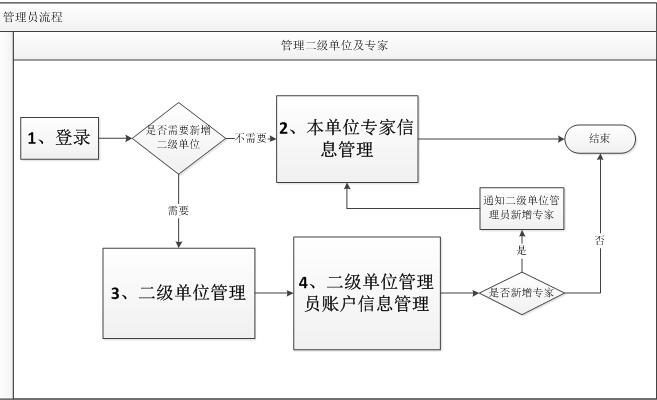 管理员流程
管理二级单位及专家
1、登录
是否需要新增
二级单位
不需要
2、本单位专家信
息管理
结束
需要
通知二级单位管
理员新增专家
是
否
3、二级单位管理
4、二级单位管理
员账户信息管理
是否新增专家